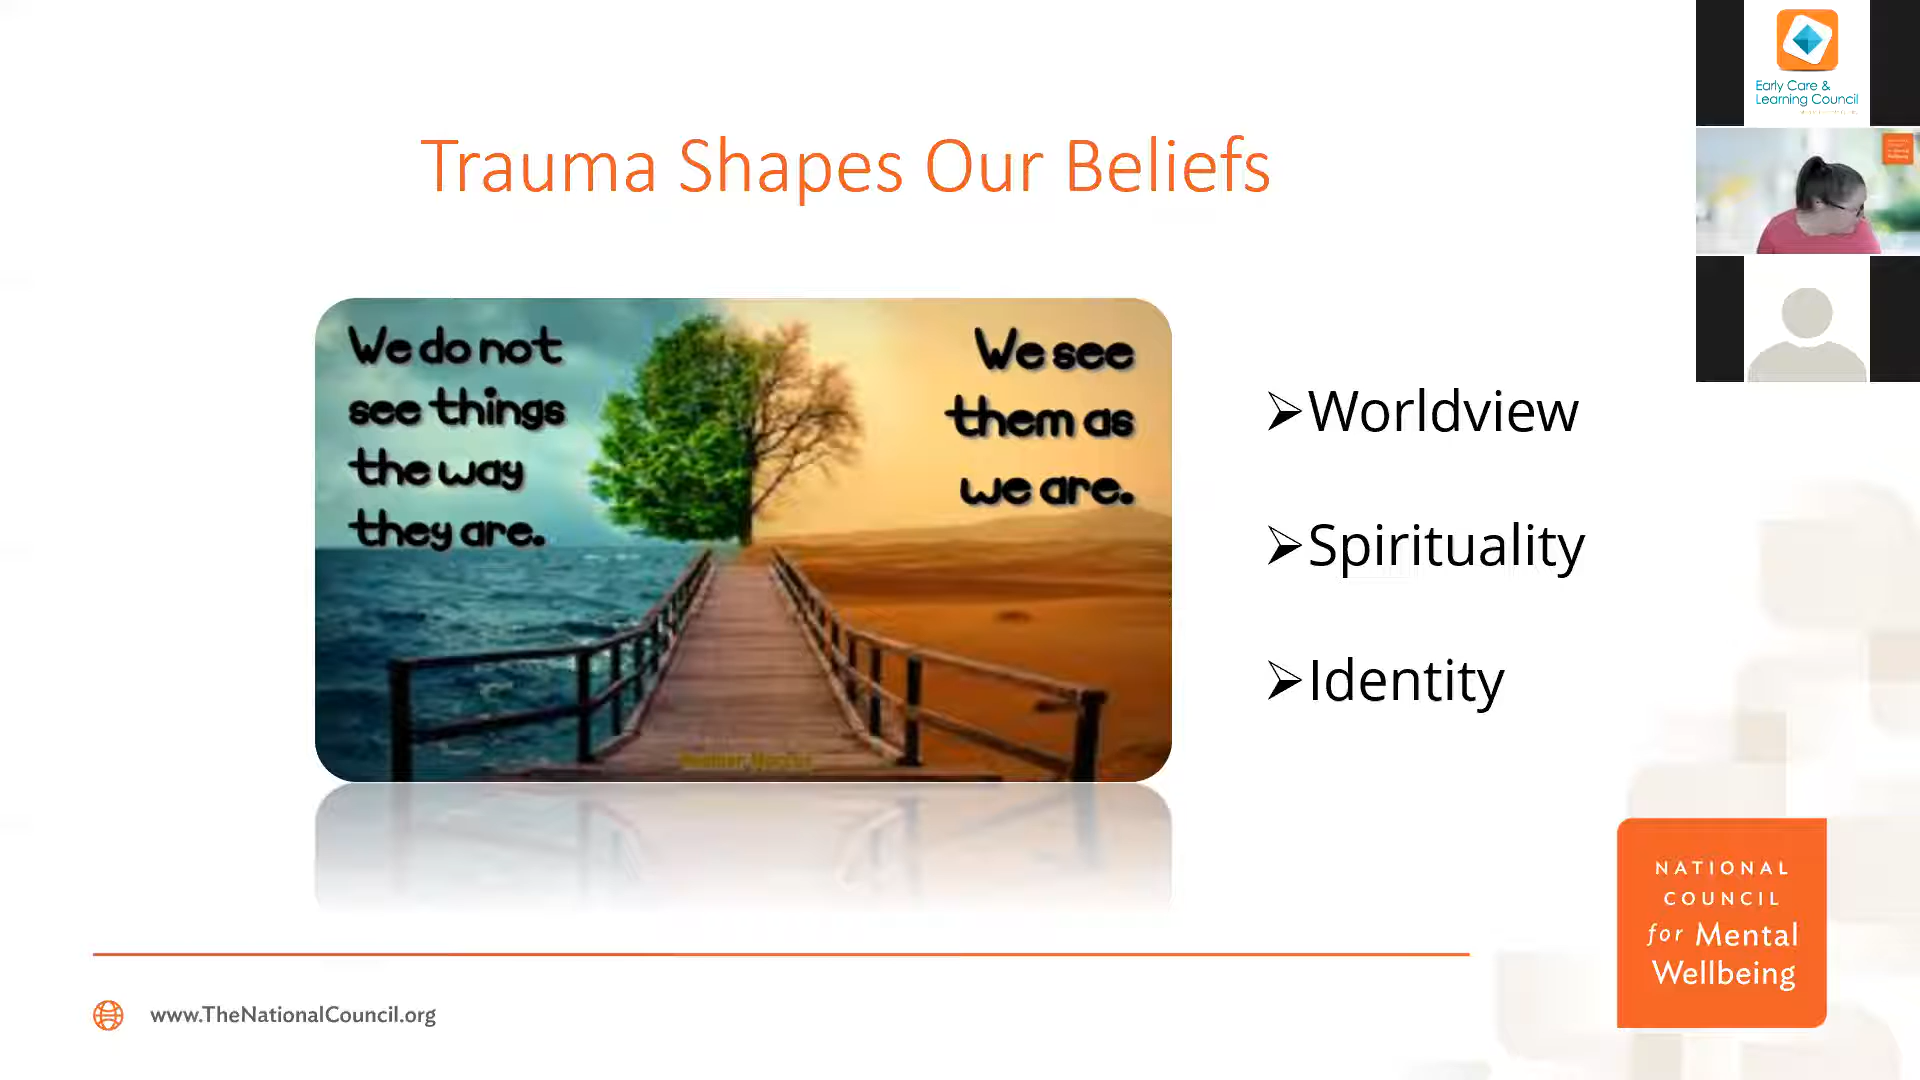 Trauma Shapes Our Beliefs
We do not
see things
the way
they are.
We see
them as
we are.
➢Worldview
➢Spirituality
➢Identity
www.TheNationalCouncil.org
NATIONAL
COUNCIL
for Mental
Wellbeing
Early Care &
Learning Council